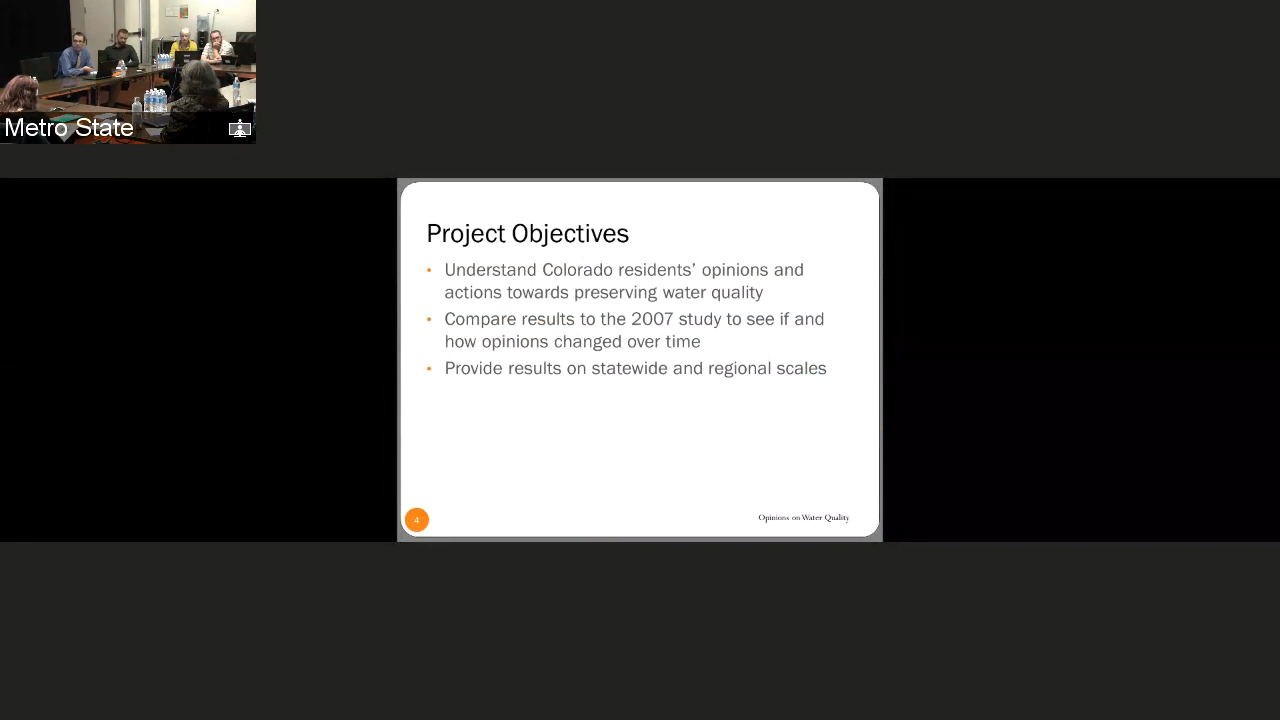 Metro State
Project Objectives
• Understand Colorado residents’ opinions and
actions towards preserving water quality
• Compare results to the 2007 study to see if and
how opinions changed over time
• Provide results on statewide and regional scales
4
Opinions on Water Quality